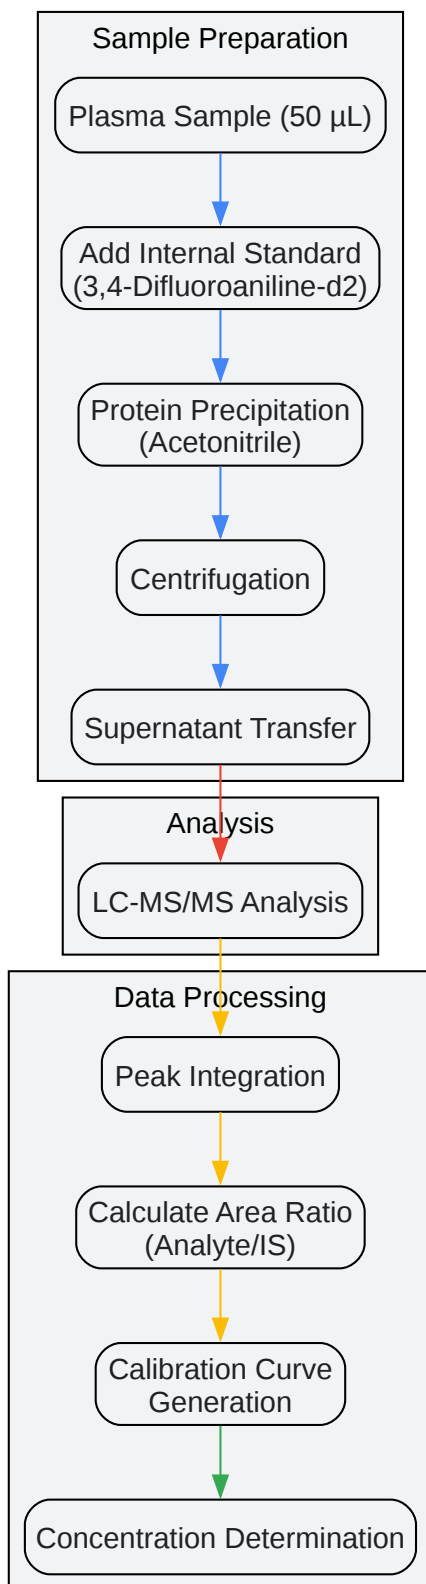 Sample Preparation
Plasma Sample (50 µL)
Add Internal Standard
(3,4-Difluoroaniline-d2)
Protein Precipitation
(Acetonitrile)
Centrifugation
Supernatant Transfer
Analysis
LC-MS/MS Analysis
Data Processing
Peak Integration
Calculate Area Ratio
(Analyte/IS)
Calibration Curve
Generation
Concentration Determination